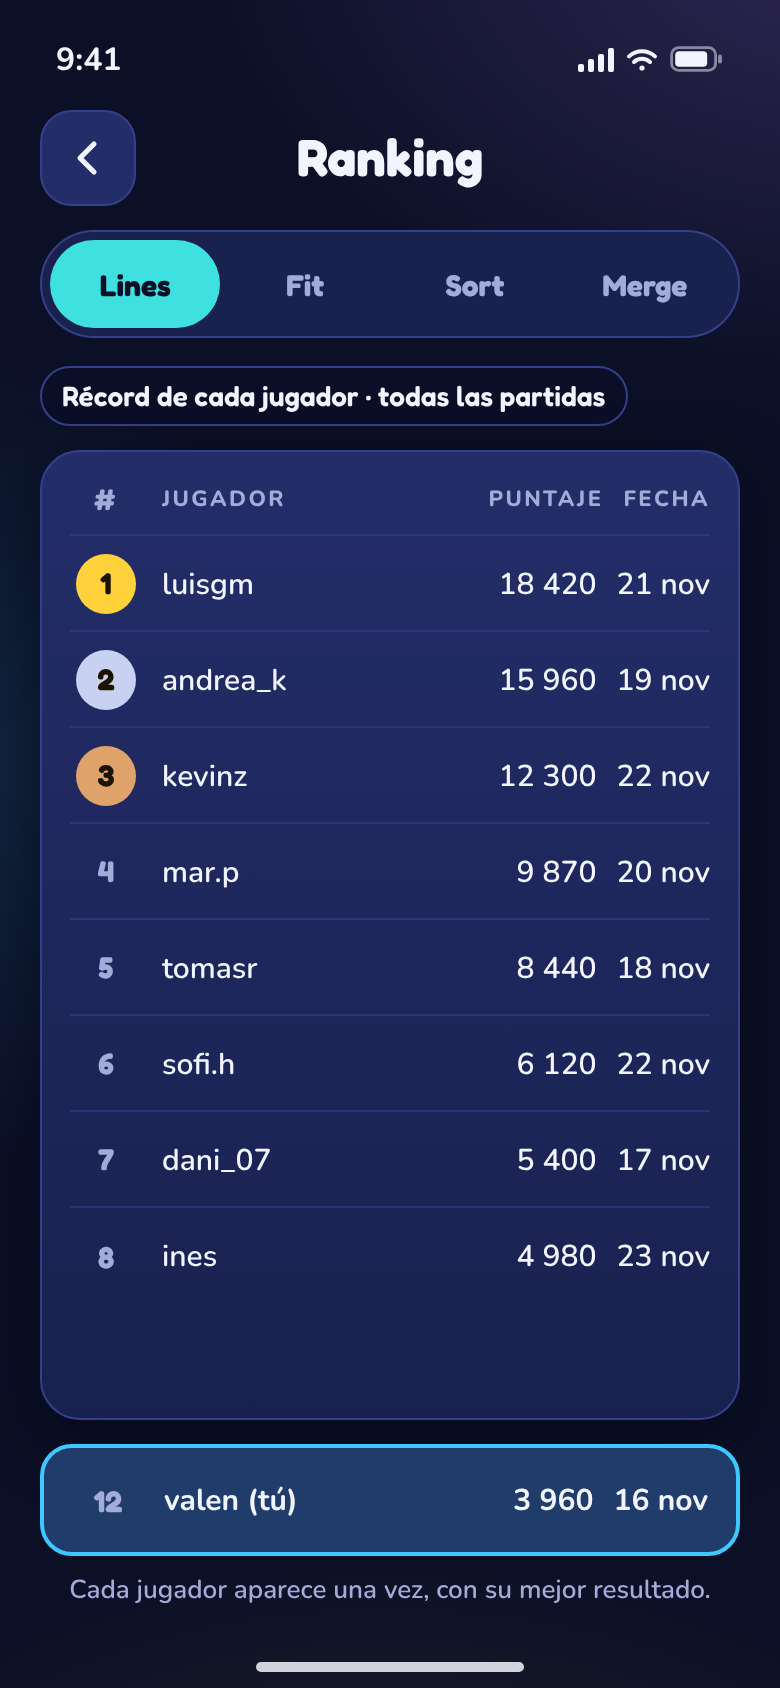 9:41
Ranking
Lines Fit Sort Merge
Récord de cada jugador · todas las partidas
# JUGADOR PUNTAJE FECHA
1 luisgm 18 420 21 nov
2 andrea_k 15 960 19 nov
3 kevinz 12 300 22 nov
4 mar.p 9 870 20 nov
5 tomasr 8 440 18 nov
6 sofi.h 6 120 22 nov
7 dani_07 5 400 17 nov
8 ines 4 980 23 nov
12 valen (tú) 3 960 16 nov
Cada jugador aparece una vez, con su mejor resultado.